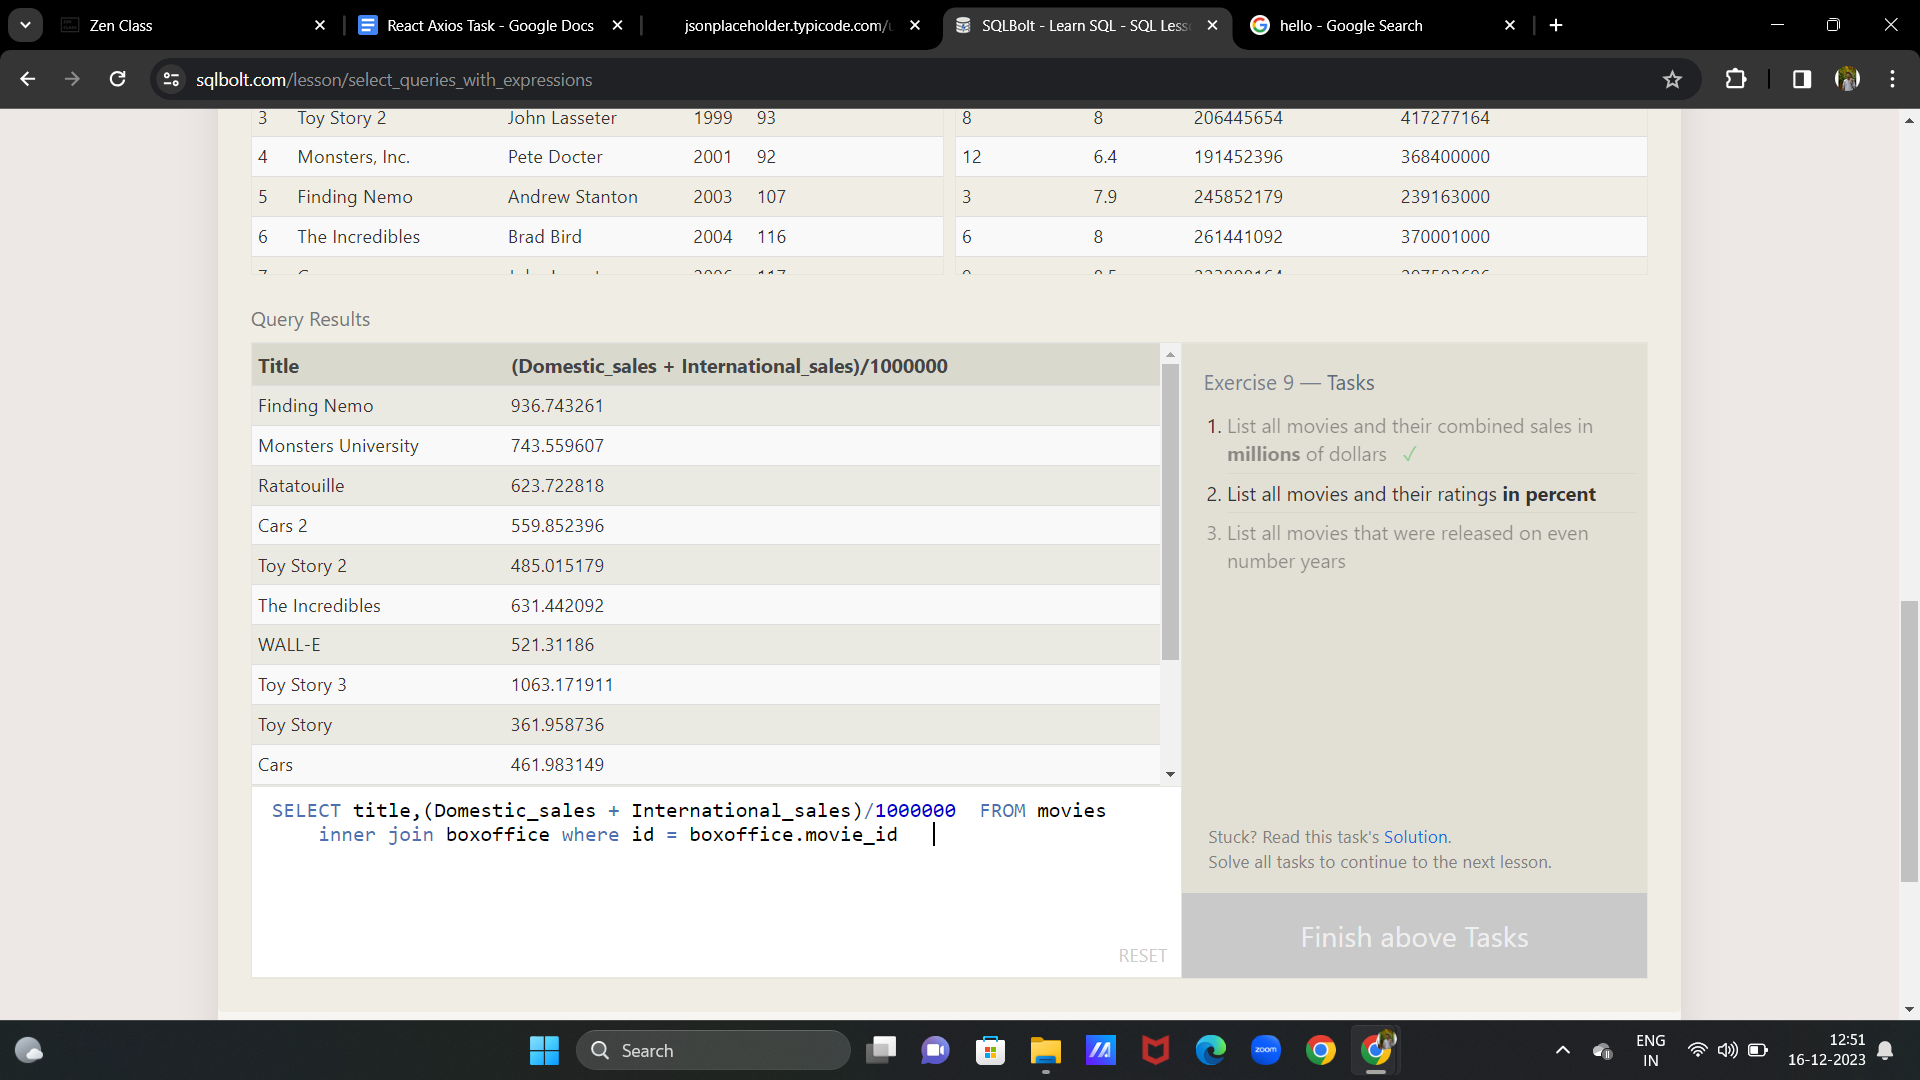 Zen Class
React Axios Task - Google Docs
jsonplaceholder.typicode.com/u
SQLBolt - Learn SQL - SQL Less
hello - Google Search
sqlbolt.com/lesson/select_queries_with_expressions
3 Toy Story 2 John Lasseter 1999 93 8 8 206445654 417277164
4 Monsters, Inc. Pete Docter 2001 92 12 6.4 191452396 368400000
5 Finding Nemo Andrew Stanton 2003 107 3 7.9 245852179 239163000
6 The Incredibles Brad Bird 2004 116 6 8 261441092 370001000
Query Results
Title (Domestic_sales + International_sales)/1000000
Finding Nemo 936.743261
Monsters University 743.559607
Ratatouille 623.722818
Cars 2 559.852396
Toy Story 2 485.015179
The Incredibles 631.442092
WALL-E 521.31186
Toy Story 3 1063.171911
Toy Story 361.958736
Cars 461.983149
SELECT title,(Domestic_sales + International_sales)/1000000 FROM movies
inner join boxoffice where id = boxoffice.movie_id
RESET
Exercise 9 — Tasks
1. List all movies and their combined sales in
millions of dollars ✓
2. List all movies and their ratings in percent
3. List all movies that were released on even
number years
Stuck? Read this task's Solution.
Solve all tasks to continue to the next lesson.
Finish above Tasks
Search
zoom
ENG
IN
12:51
16-12-2023